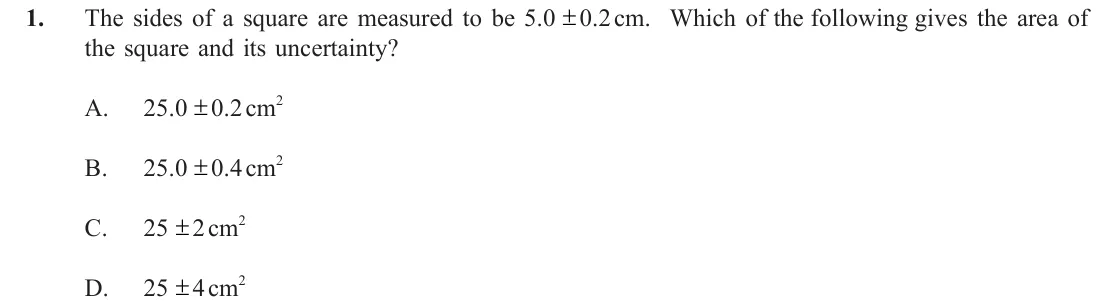 1. The sides of a square are measured to be 5.0 ±0.2 cm. Which of the following gives the area of
the square and its uncertainty?
A. 25.0 ±0.2 cm²
B. 25.0 ±0.4 cm²
C. 25 ±2 cm²
D. 25 ±4 cm²